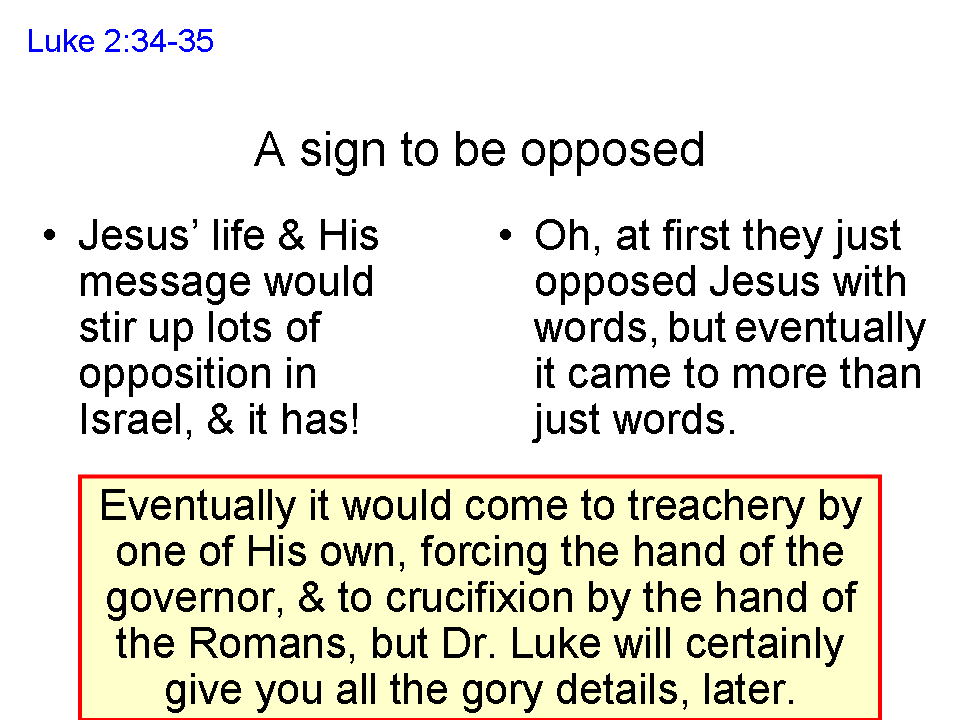 Luke 2:34-35
A sign to be opposed
• Jesus’ life & His
message would
stir up lots of
opposition in
Israel, & it has!
• Oh, at first they just
opposed Jesus with
words, but eventually
it came to more than
just words.
Eventually it would come to treachery by
one of His own, forcing the hand of the
governor, & to crucifixion by the hand of
the Romans, but Dr. Luke will certainly
give you all the gory details, later.